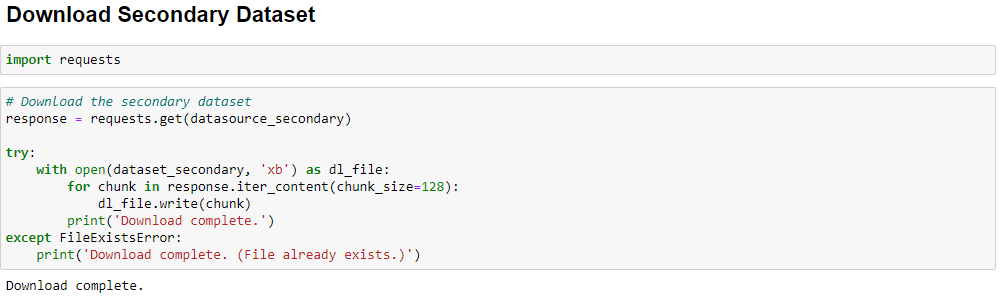 Download Secondary Dataset
import requests
# Download the secondary dataset
response = requests.get(datasource_secondary)
try:
    with open(dataset_secondary, 'xb') as dl_file:
        for chunk in response.iter_content(chunk_size=128):
            dl_file.write(chunk)
        print('Download complete.')
except FileExistsError:
    print('Download complete. (File already exists.)')
Download complete.